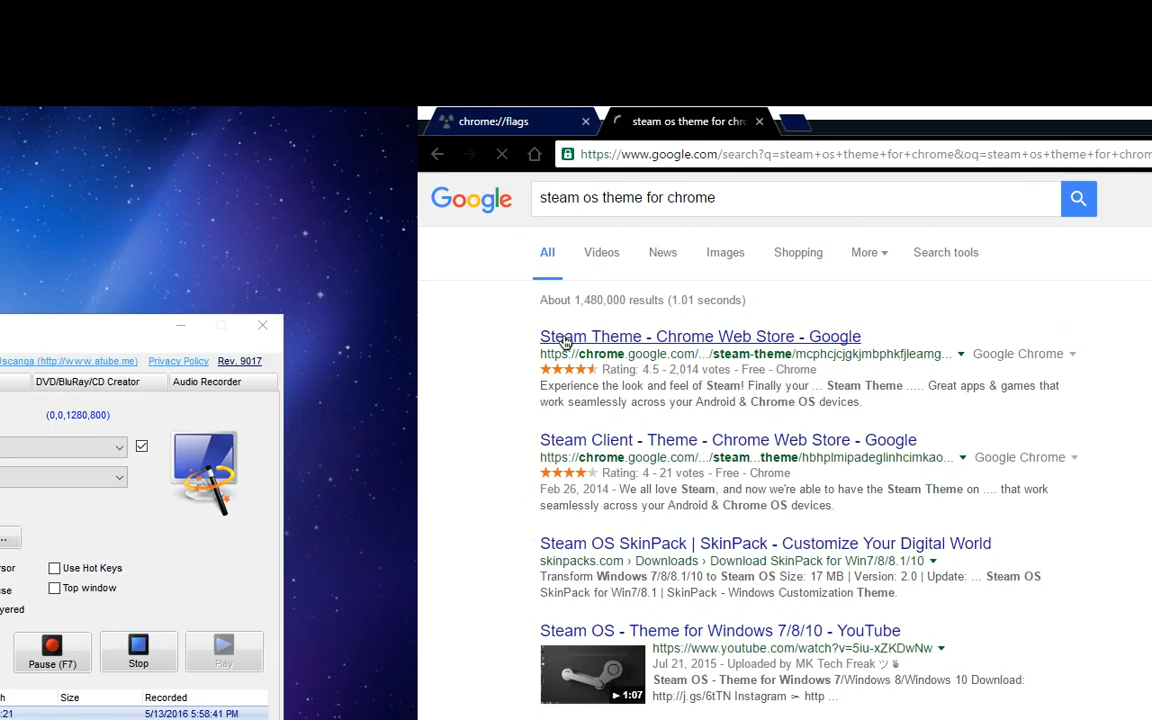 chrome://flags
steam os theme for chr
https://www.google.com/search?q=steam+os+theme+for+chrome&oq=steam+os+theme+for+chrom
Google
steam os theme for chrome
All Videos News Images Shopping More Search tools
About 1,480,000 results (1.01 seconds)
Steam Theme - Chrome Web Store - Google
https://chrome.google.com/.../steam-theme/mcphcjcjgkjmbphkfjleamg... Google Chrome
Rating: 4.5 - 2,014 votes - Free - Chrome
Experience the look and feel of Steam! Finally your ... Steam Theme ..... Great apps & games that
work seamlessly across your Android & Chrome OS devices.
Steam Client - Theme - Chrome Web Store - Google
https://chrome.google.com/.../steam...theme/hbhplmipadeglinhcimkao... Google Chrome
Rating: 4 - 21 votes - Free - Chrome
Feb 26, 2014 - We all love Steam, and now we're able to have the Steam Theme on .... that work
seamlessly across your Android & Chrome OS devices.
Steam OS SkinPack | SkinPack - Customize Your Digital World
skinpacks.com › Downloads › Download SkinPack for Win7/8/8.1/10
Transform Windows 7/8/8.1/10 to Steam OS Size: 17 MB | Version: 2.0 | Update: ... Steam OS
SkinPack for Win7/8.1 | SkinPack - Windows Customization Theme.
Steam OS - Theme for Windows 7/8/10 - YouTube
https://www.youtube.com/watch?v=5iu-xZKDwNw
Jul 21, 2015 - Uploaded by MK Tech Freak ツ
Steam OS - Theme for Windows 7/Windows 8/Windows 10 Download:
http://j.gs/6tTN Instagram ➣ http ...
1:07
Uscanga (http://www.atube.me) Privacy Policy Rev. 9017
DVD/BluRay/CD Creator Audio Recorder
(0,0,1280,800)
...
Use Hot Keys
Top window
Pause (F7) Stop Play
Size Recorded
:21 5/13/2016 5:58:41 PM